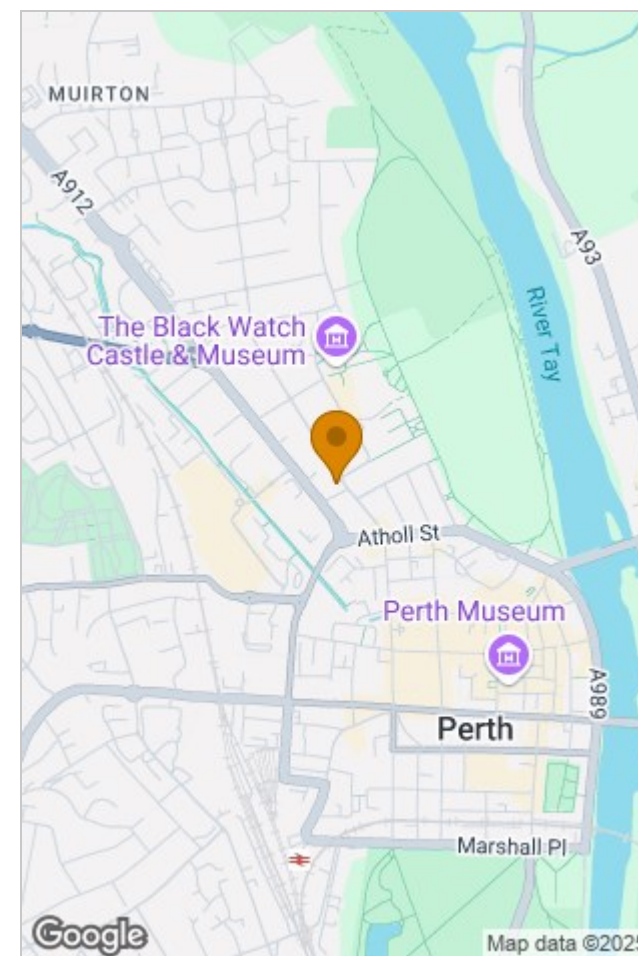 MUIRTON
A912
A93
River Tay
The Black Watch
Castle & Museum
Atholl St
Perth Museum
A989
Perth
Marshall Pl
Google
Map data ©2025